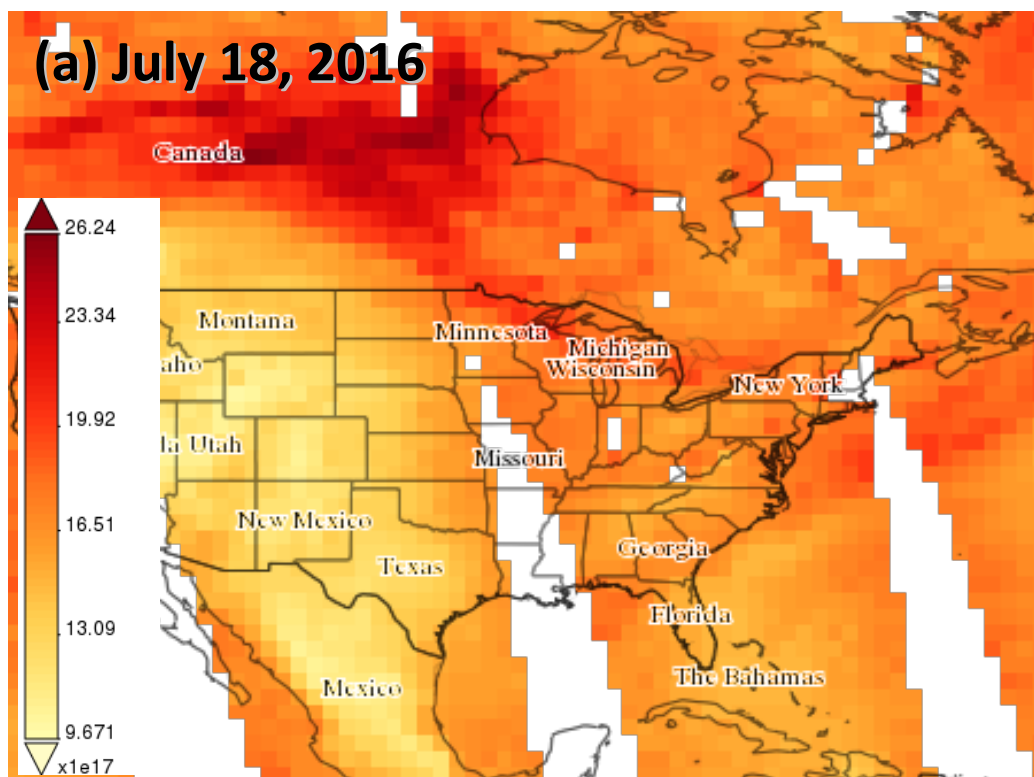 (a) July 18, 2016
Canada
26.24
23.34
19.92
16.51
13.09
9.671
x1e17
Montana
Minnesota
Michigan
Wisconsin
aho
New York
la Utah
Missouri
New Mexico
Georgia
Texas
Florida
The Bahamas
Mexico